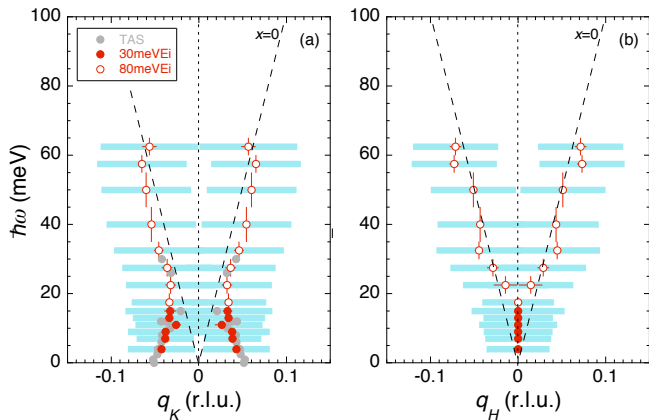 100
80
60
40
20
0
ħω (meV)
TAS
30meVEi
80meVEi
x=0
(a)
-0.1
0
0.1
q_K (r.l.u.)
100
80
60
40
20
0
x=0
(b)
-0.1
0
0.1
q_H (r.l.u.)